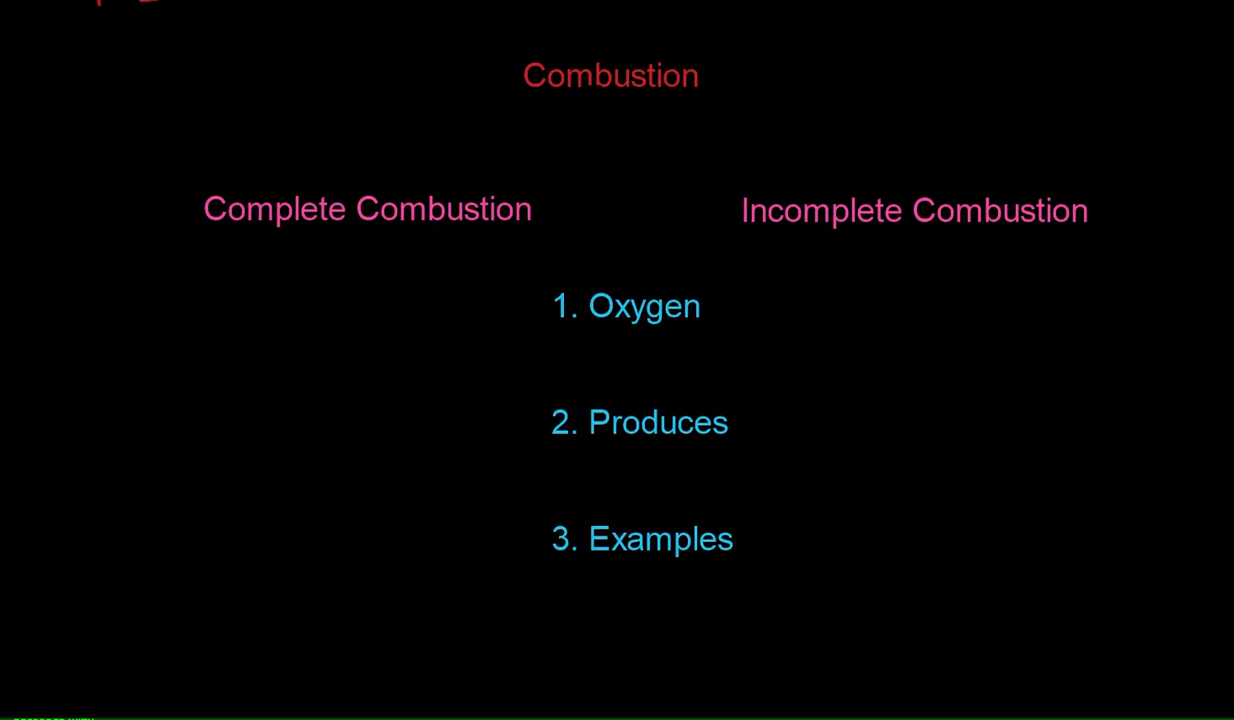 Combustion
Complete Combustion
Incomplete Combustion
1. Oxygen
2. Produces
3. Examples